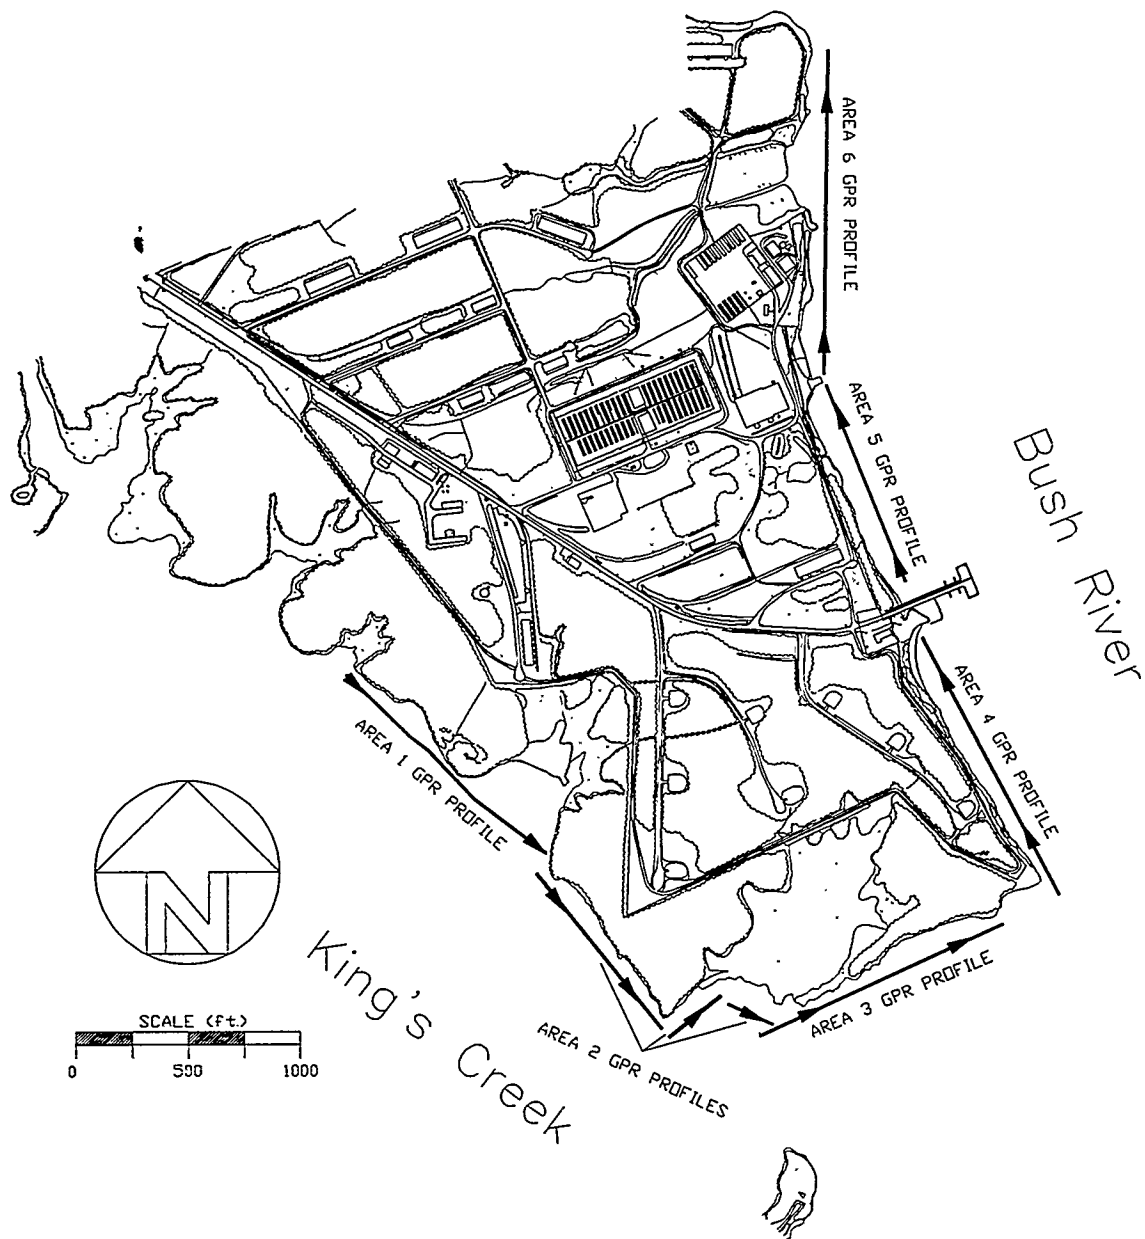 AREA 6 GPR PROFILE
AREA 5 GPR PROFILE
Bush River
AREA 4 GPR PROFILE
AREA 1 GPR PROFILE
N
King's Creek
AREA 3 GPR PROFILE
SCALE (ft.)
0 500 1000
AREA 2 GPR PROFILES